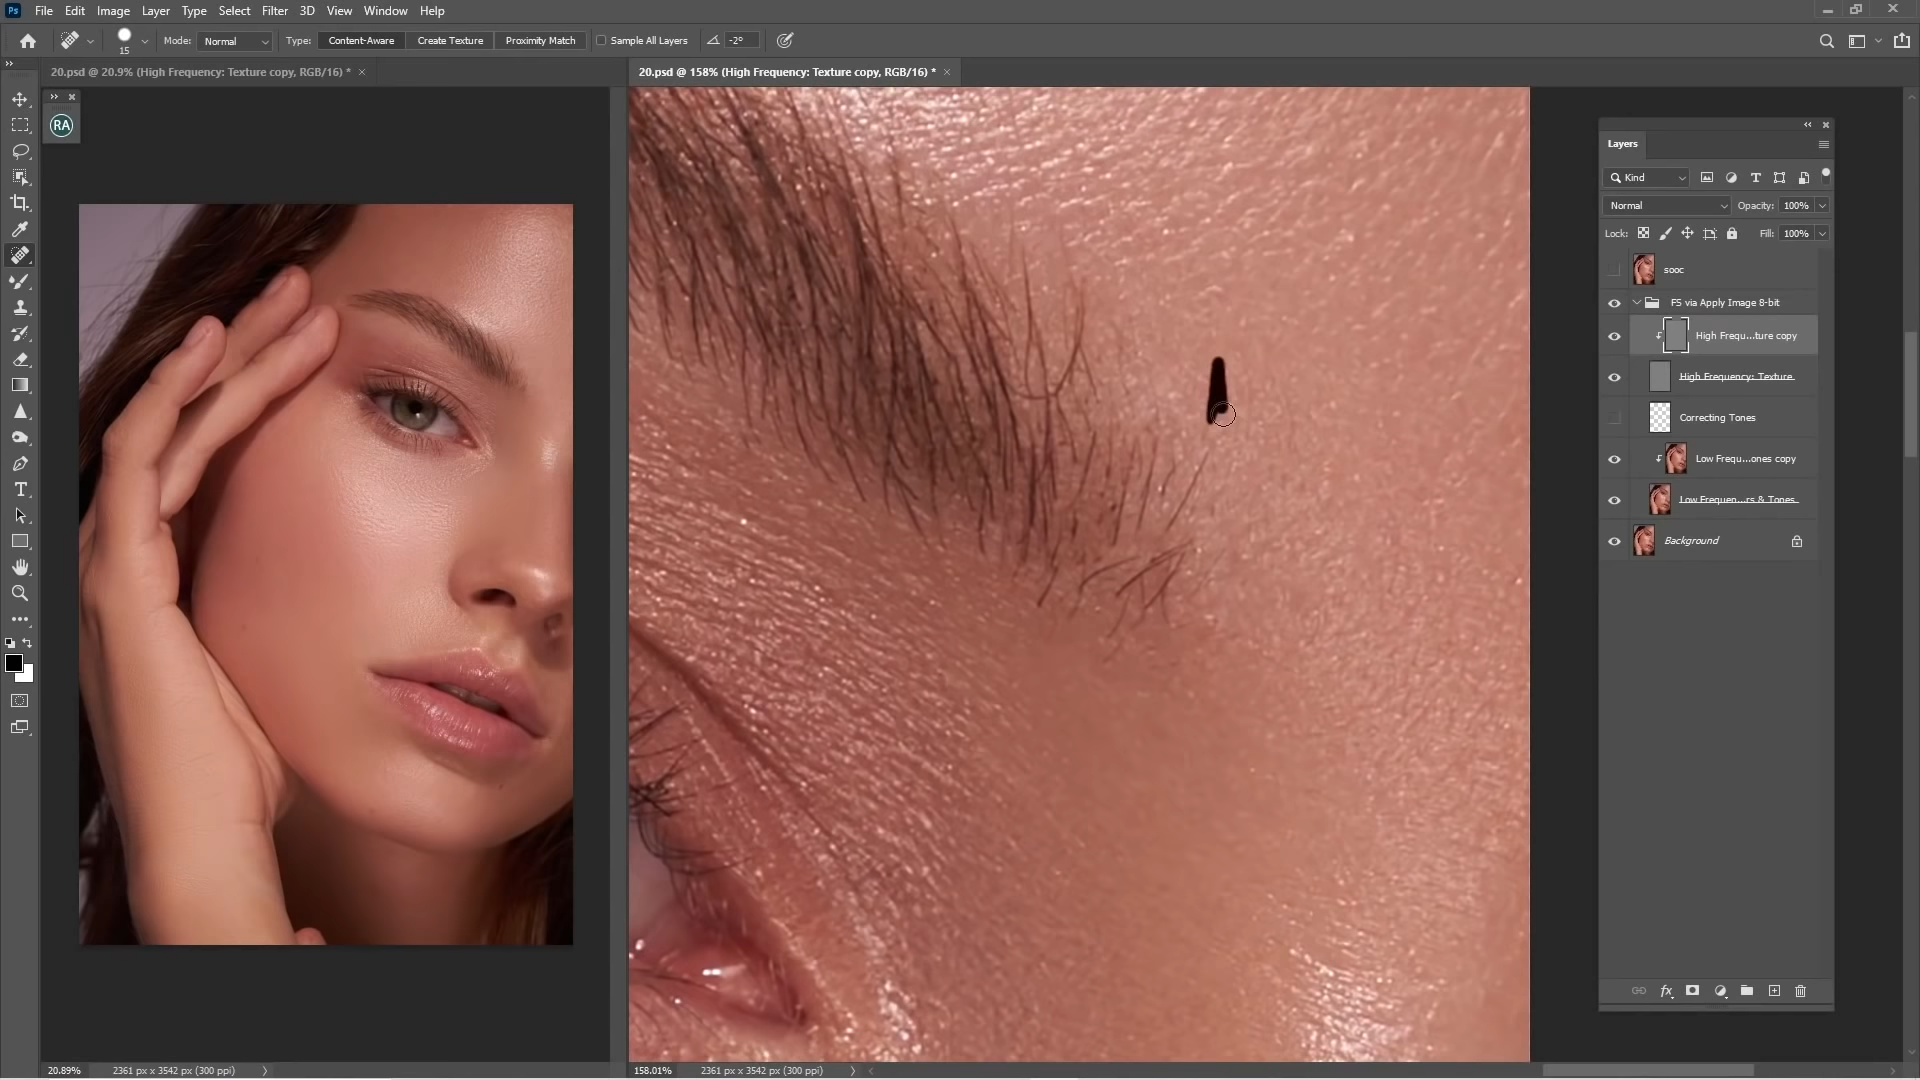 Ps File Edit Image Layer Type Select Filter 3D View Window Help
15 Mode: Normal Type: Content-Aware Create Texture Proximity Match Sample All Layers -2°
20.psd @ 20.9% (High Frequency: Texture copy, RGB/16) * ×
20.psd @ 158% (High Frequency: Texture copy, RGB/16) * ×
RA
Layers
Kind
Normal Opacity: 100%
Lock: Fill: 100%
sooc
FS via Apply Image 8-bit
High Frequ...ture copy
High Frequency: Texture
Correcting Tones
Low Frequ...ones copy
Low Frequen...rs & Tones
Background
fx
20.89% 2361 px x 3542 px (300 ppi)
158.01% 2361 px x 3542 px (300 ppi)